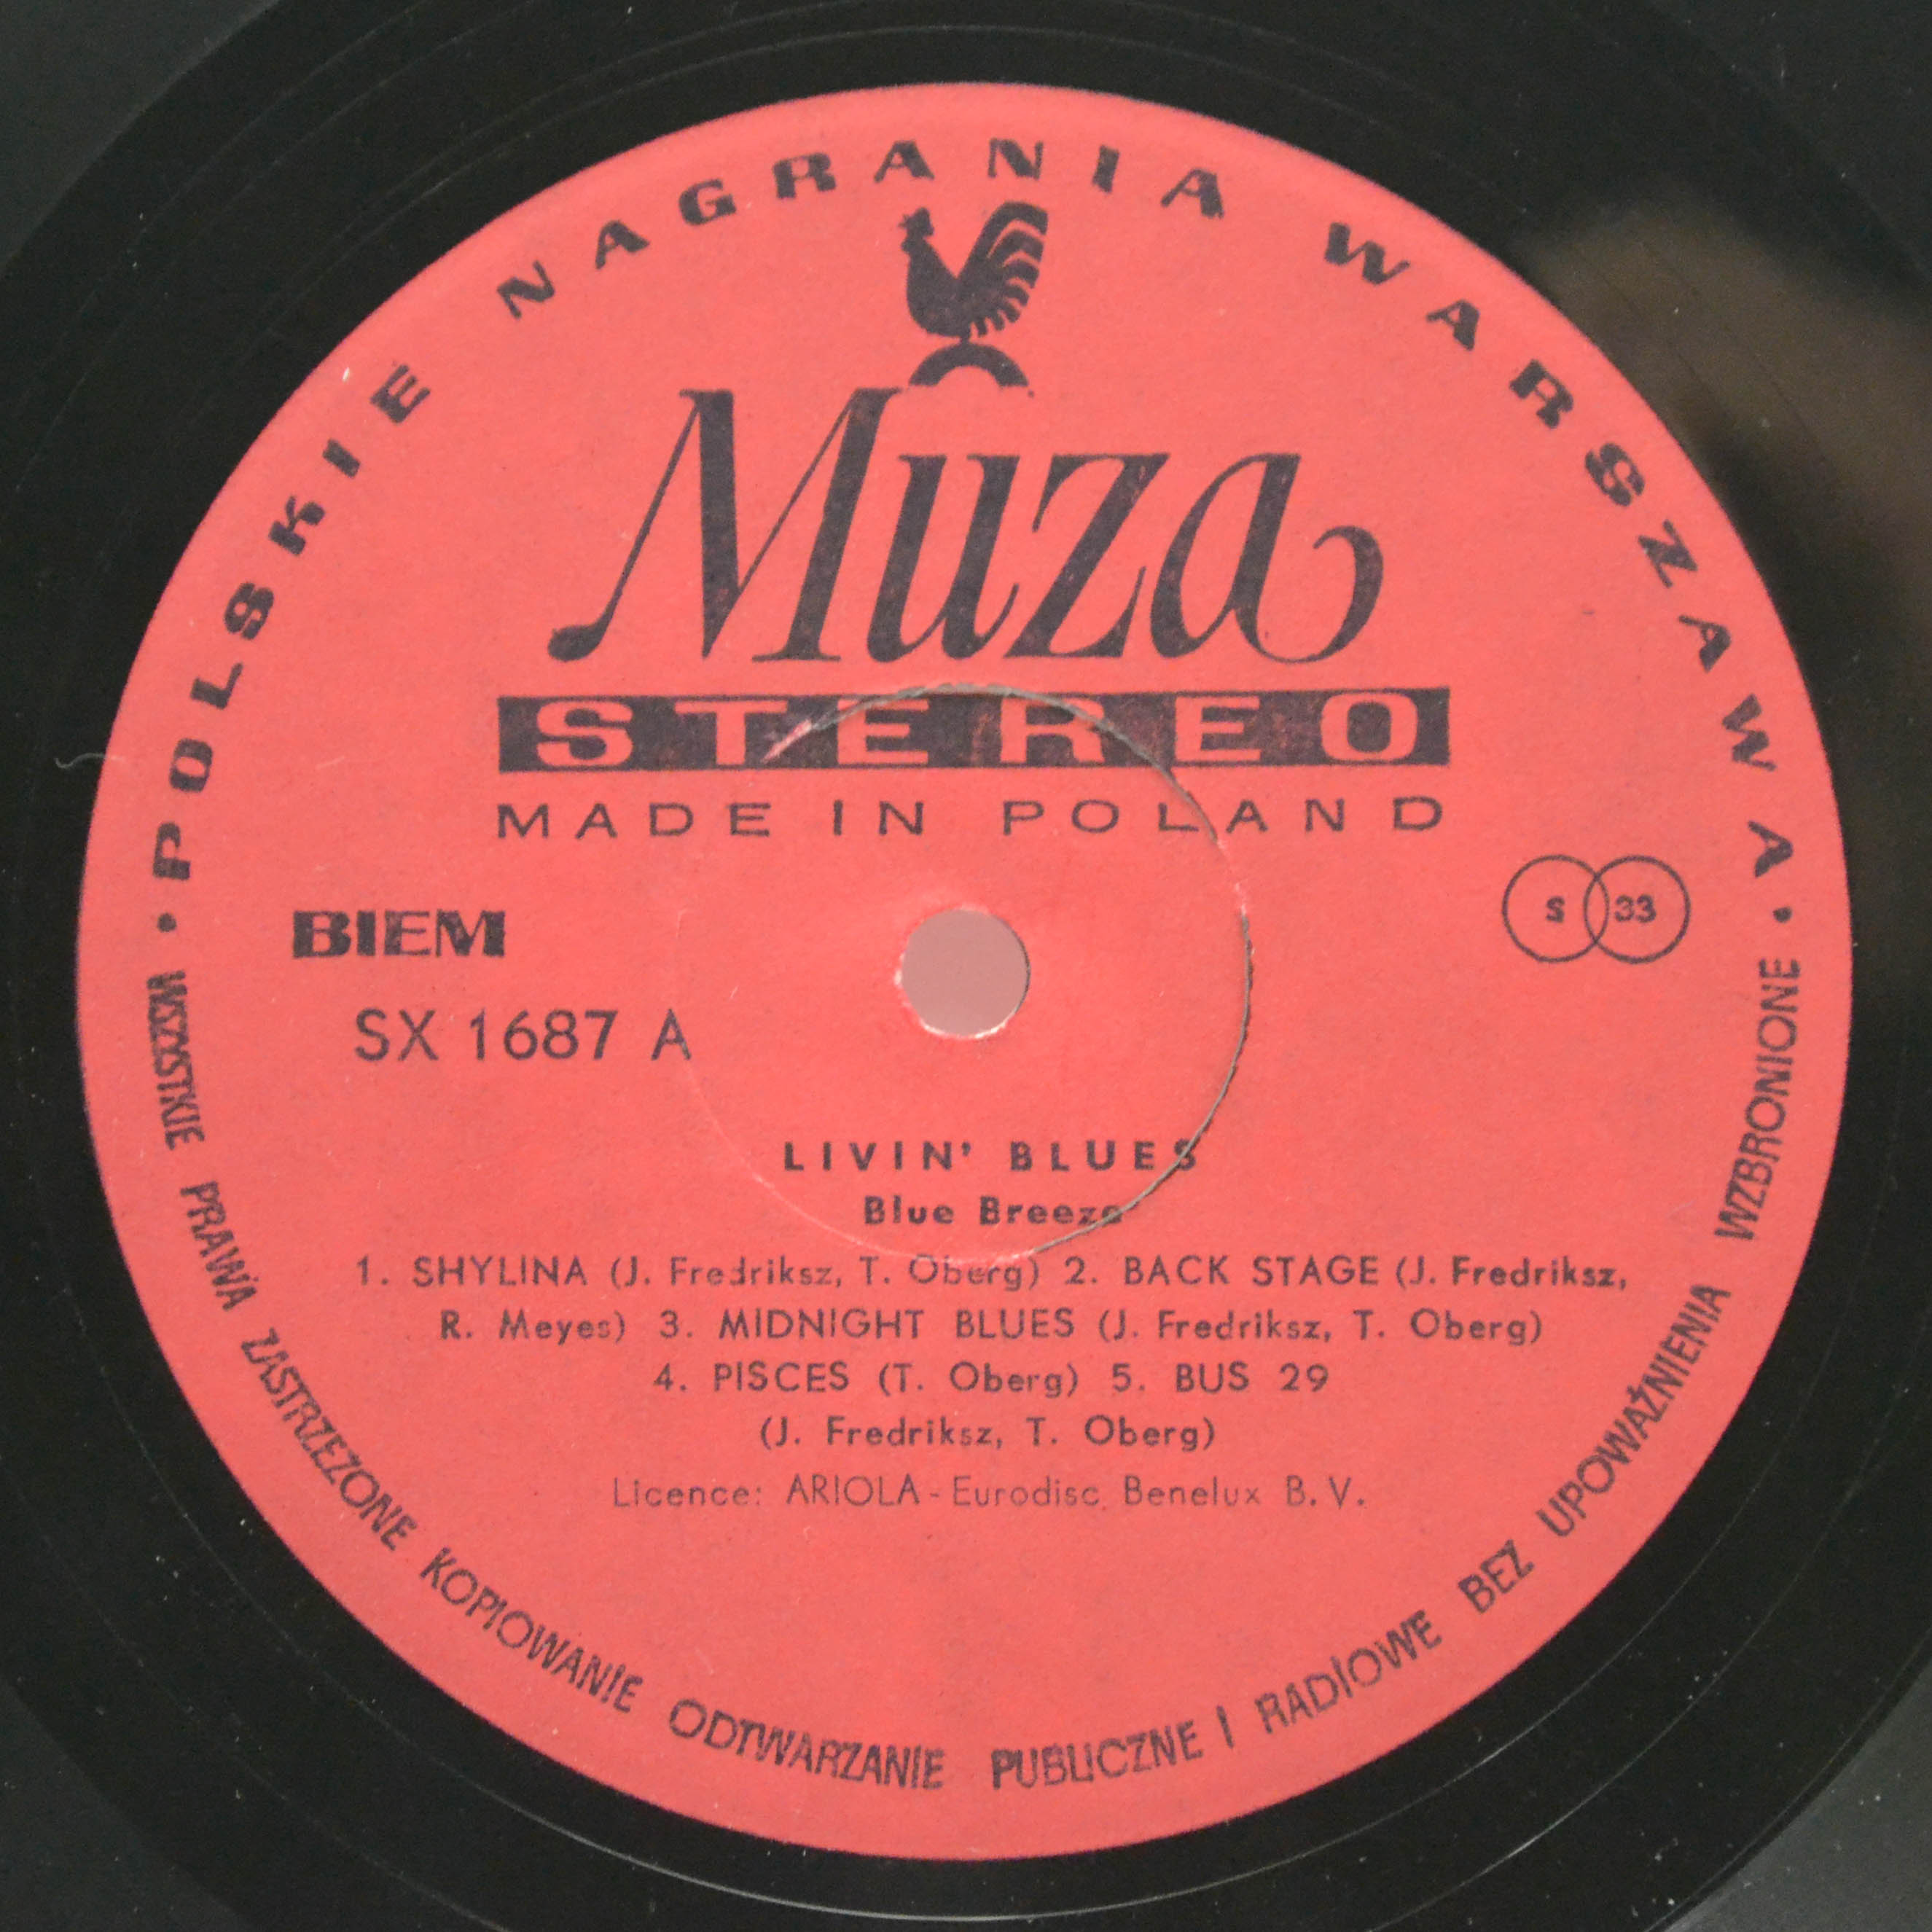 • POLSKIE NAGRANIA WARSZAWA •
Muza
STEREO
MADE IN POLAND
BIEM
S 33
SX 1687 A
LIVIN' BLUES
Blue Breeze
1. SHYLINA (J. Fredriksz, T. Oberg) 2. BACK STAGE (J. Fredriksz,
R. Meyes) 3. MIDNIGHT BLUES (J. Fredriksz, T. Oberg)
4. PISCES (T. Oberg) 5. BUS 29
(J. Fredriksz, T. Oberg)
Licence: ARIOLA - Eurodisc Benelux B. V.
WSZYSTKIE PRAWA ZASTRZEŻONE KOPIOWANIE ODTWARZANIE PUBLICZNE I RADIOWE BEZ UPOWAŻNIENIA WZBRONIONE